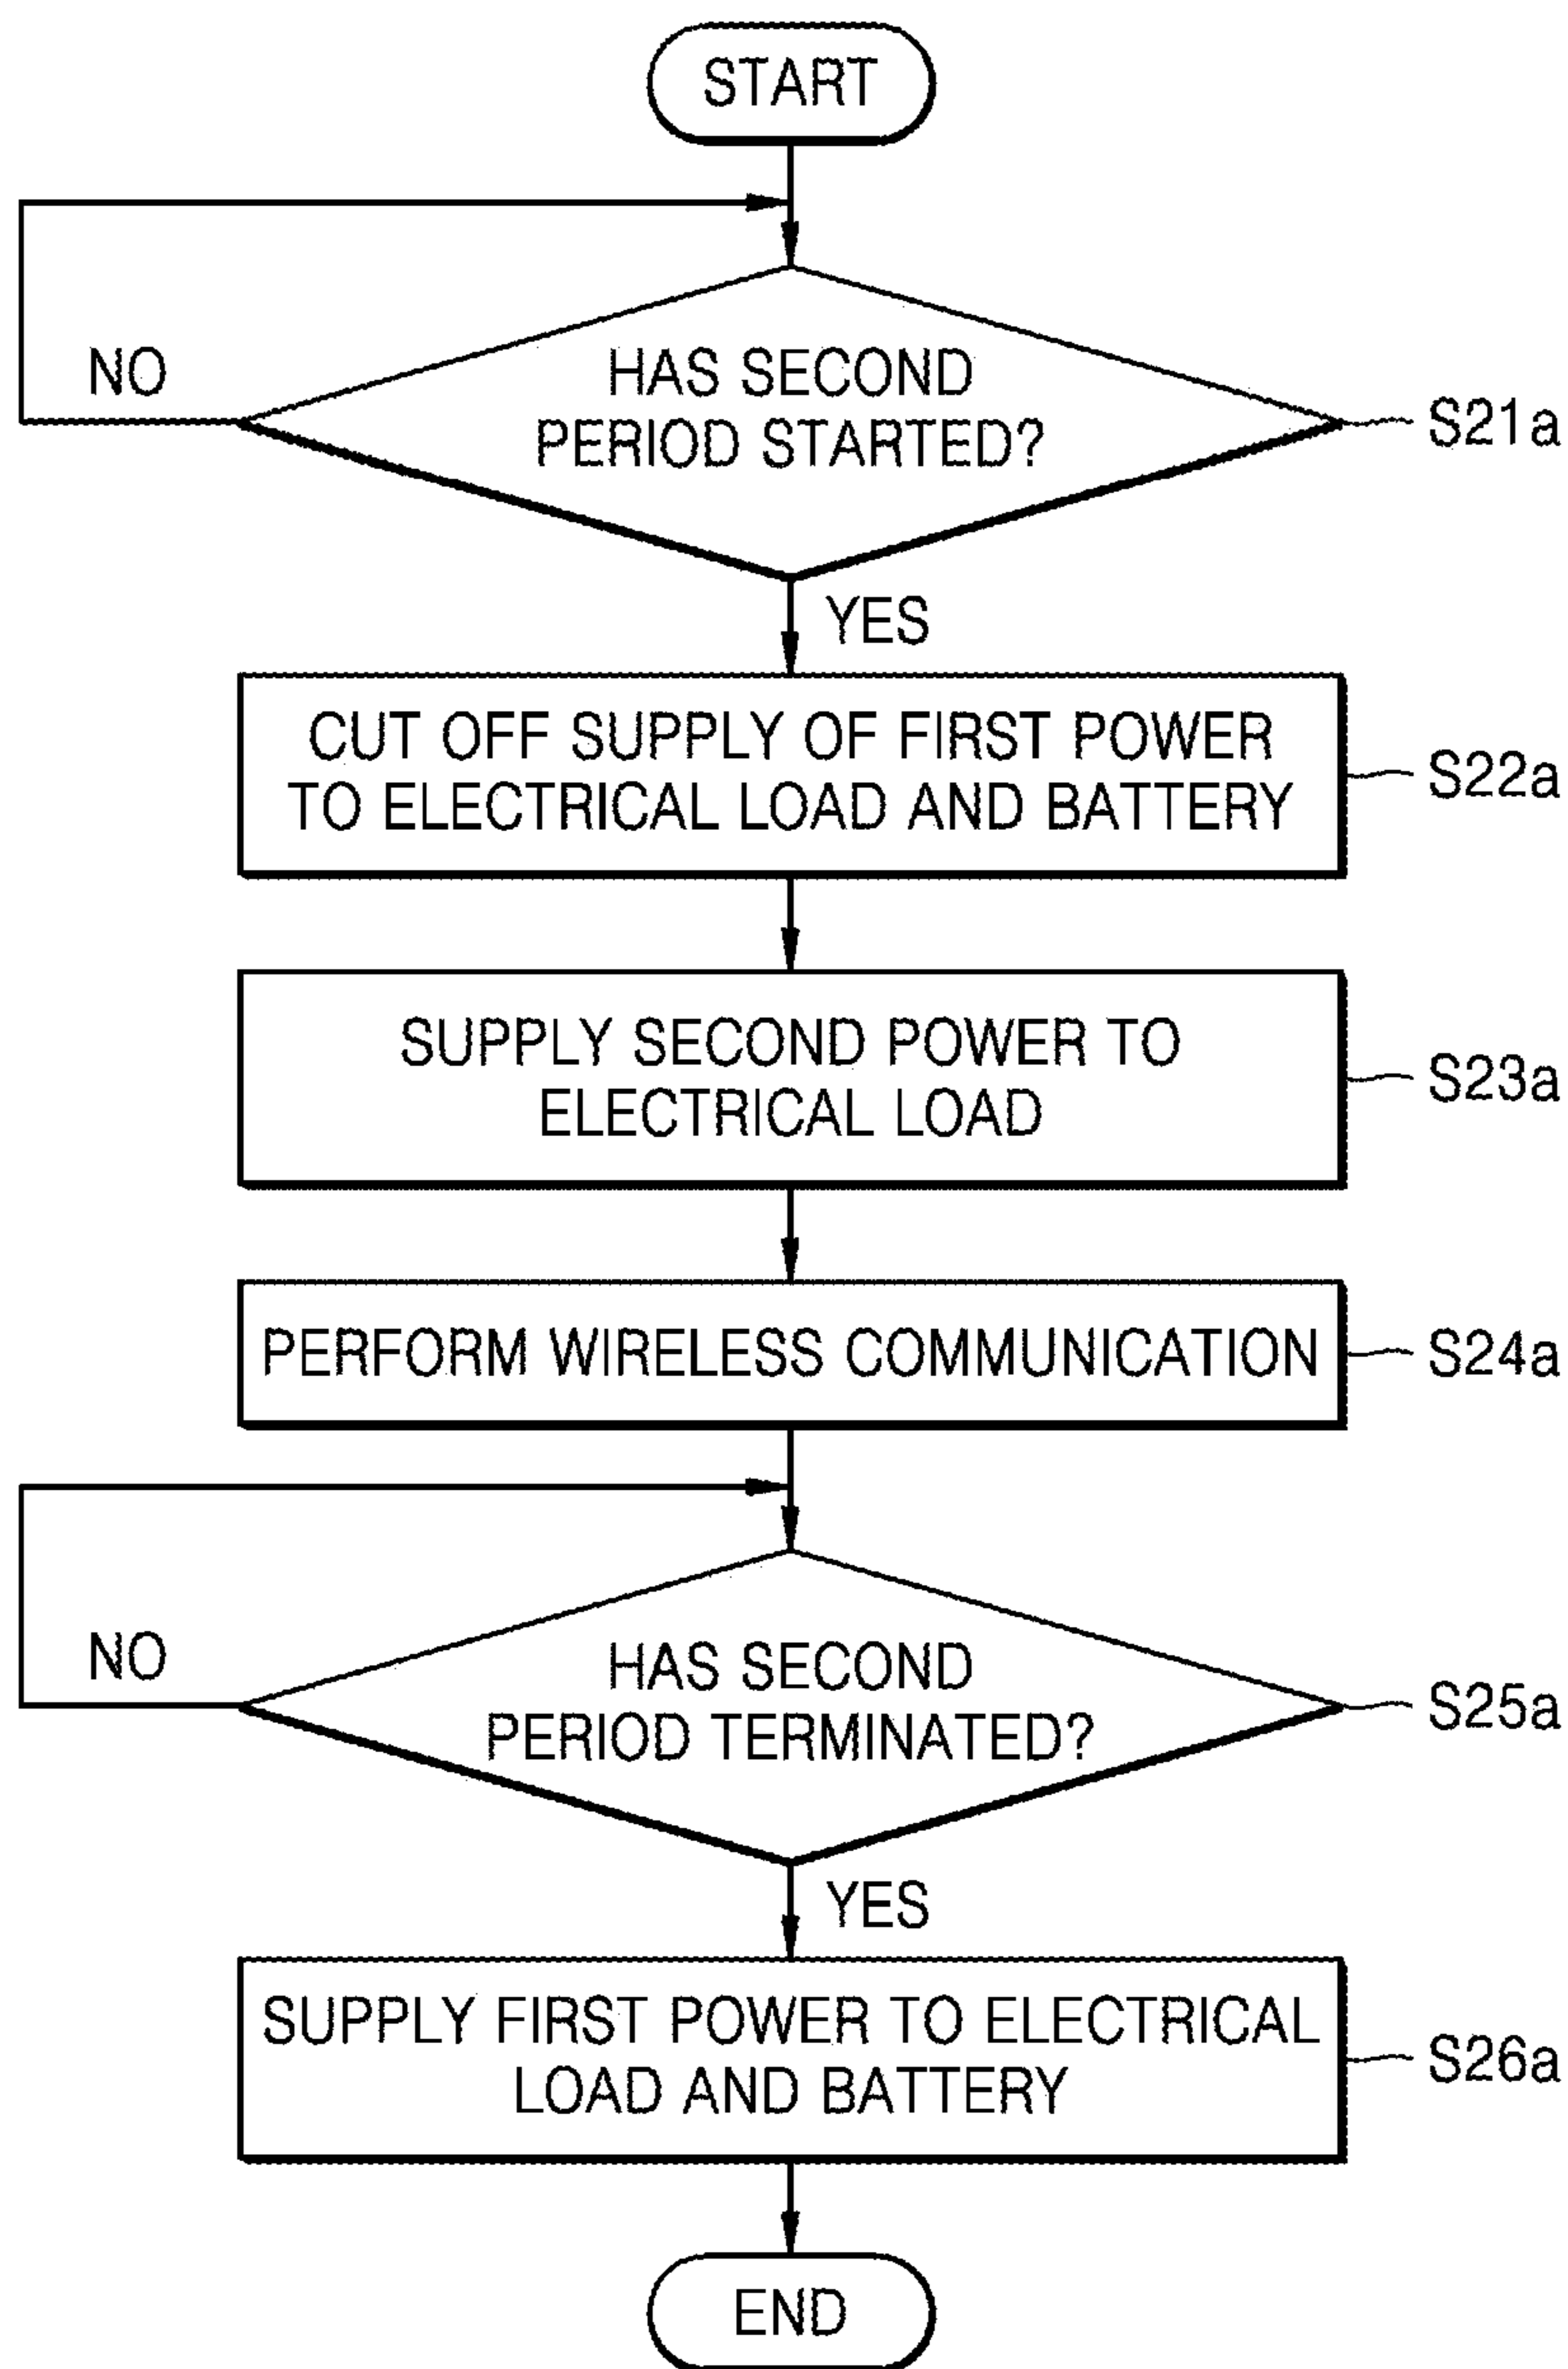 START
NO
HAS SECOND
PERIOD STARTED?
S21a
YES
CUT OFF SUPPLY OF FIRST POWER
TO ELECTRICAL LOAD AND BATTERY
S22a
SUPPLY SECOND POWER TO
ELECTRICAL LOAD
S23a
PERFORM WIRELESS COMMUNICATION
S24a
NO
HAS SECOND
PERIOD TERMINATED?
S25a
YES
SUPPLY FIRST POWER TO ELECTRICAL
LOAD AND BATTERY
S26a
END